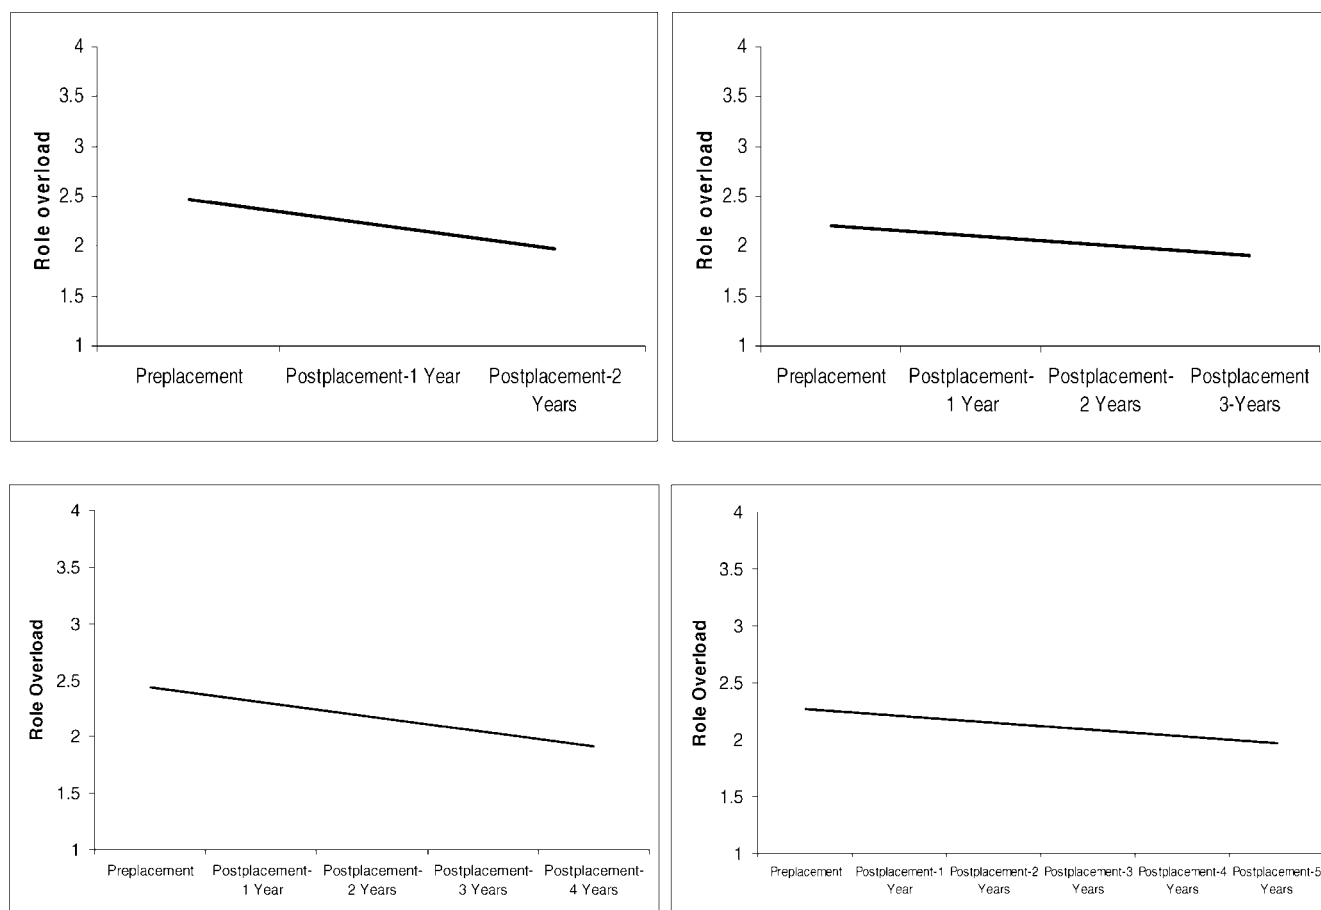 4
3.5
3
2.5
2
1.5
1
Role overload
Preplacement
Postplacement-1 Year
Postplacement-2
Years
4
3.5
3
2.5
2
1.5
1
Role overload
Preplacement
Postplacement-
1 Year
Postplacement-
2 Years
Postplacement
3-Years
4
3.5
3
2.5
2
1.5
1
Role Overload
Preplacement
Postplacement-
1 Year
Postplacement-
2 Years
Postplacement-
3 Years
Postplacement-
4 Years
4
3.5
3
2.5
2
1.5
1
Role Overload
Preplacement
Postplacement-1
Year
Postplacement-2
Years
Postplacement-3
Years
Postplacement-4
Years
Postplacement-5
Years